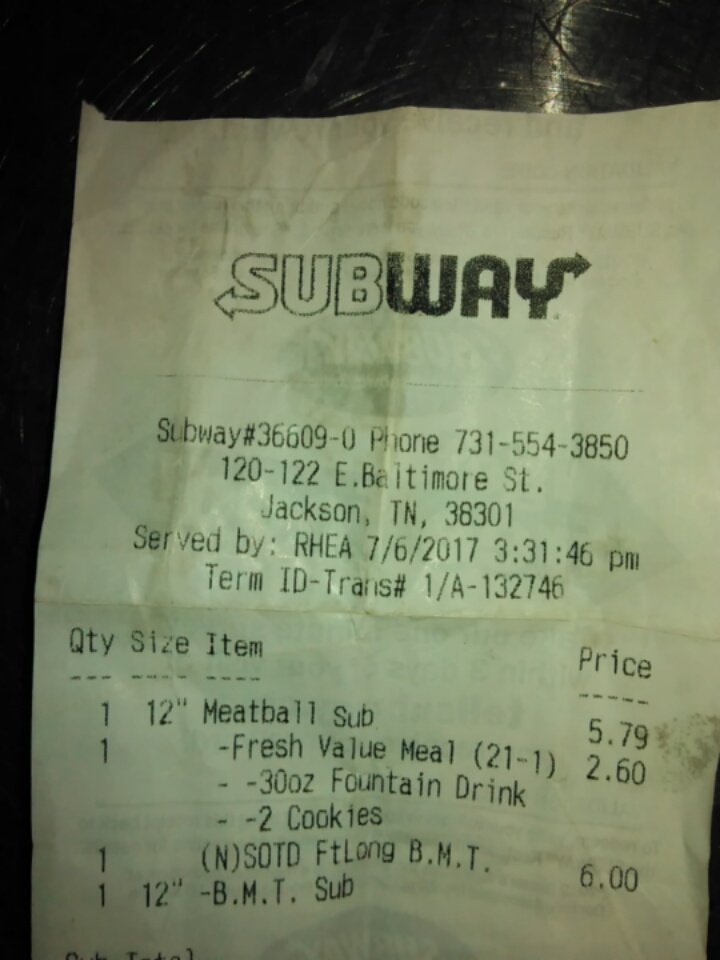 SUBWAY
Subway#36609-0 Phone 731-554-3850
120-122 E.Baltimore St.
Jackson, TN, 38301
Served by: RHEA 7/6/2017 3:31:46 pm
Term ID-Trans# 1/A-132746
Qty Size Item Price
--- ---- ---- -----
1 12" Meatball Sub 5.79
1 -Fresh Value Meal (21-1) 2.60
- -30oz Fountain Drink
- -2 Cookies
1 (N)SOTD FtLong B.M.T. 6.00
1 12" -B.M.T. Sub